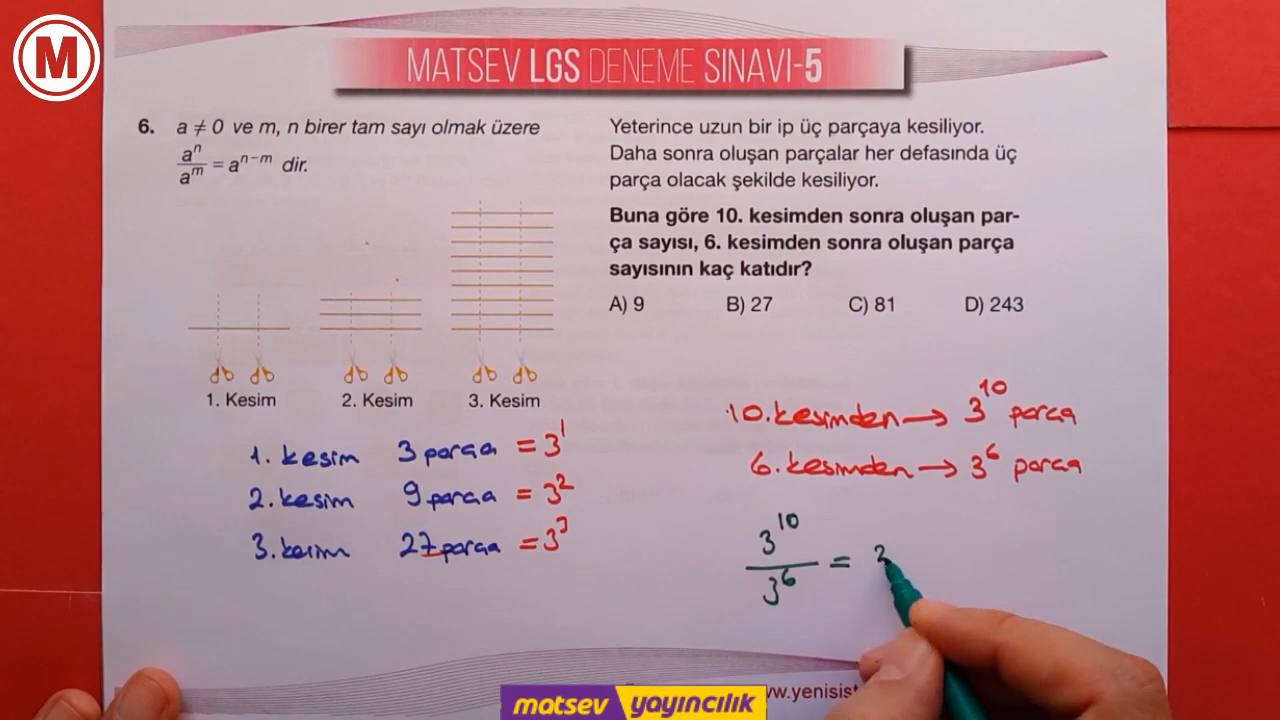 M
MATSEV LGS DENEME SINAVI-5
6. a ≠ 0 ve m, n birer tam sayı olmak üzere
aⁿ/aᵐ = aⁿ⁻ᵐ dir.
1. Kesim 2. Kesim 3. Kesim
1. kesim 3 parça = 3¹
2. kesim 9 parça = 3²
3. kesim 27 parça = 3³
Yeterince uzun bir ip üç parçaya kesiliyor.
Daha sonra oluşan parçalar her defasında üç
parça olacak şekilde kesiliyor.
Buna göre 10. kesimden sonra oluşan par-
ça sayısı, 6. kesimden sonra oluşan parça
sayısının kaç katıdır?
A) 9 B) 27 C) 81 D) 243
10. kesimden → 3¹⁰ parça
6. kesimden → 3⁶ parça
3¹⁰/3⁶ = 3
matsev yayıncılık